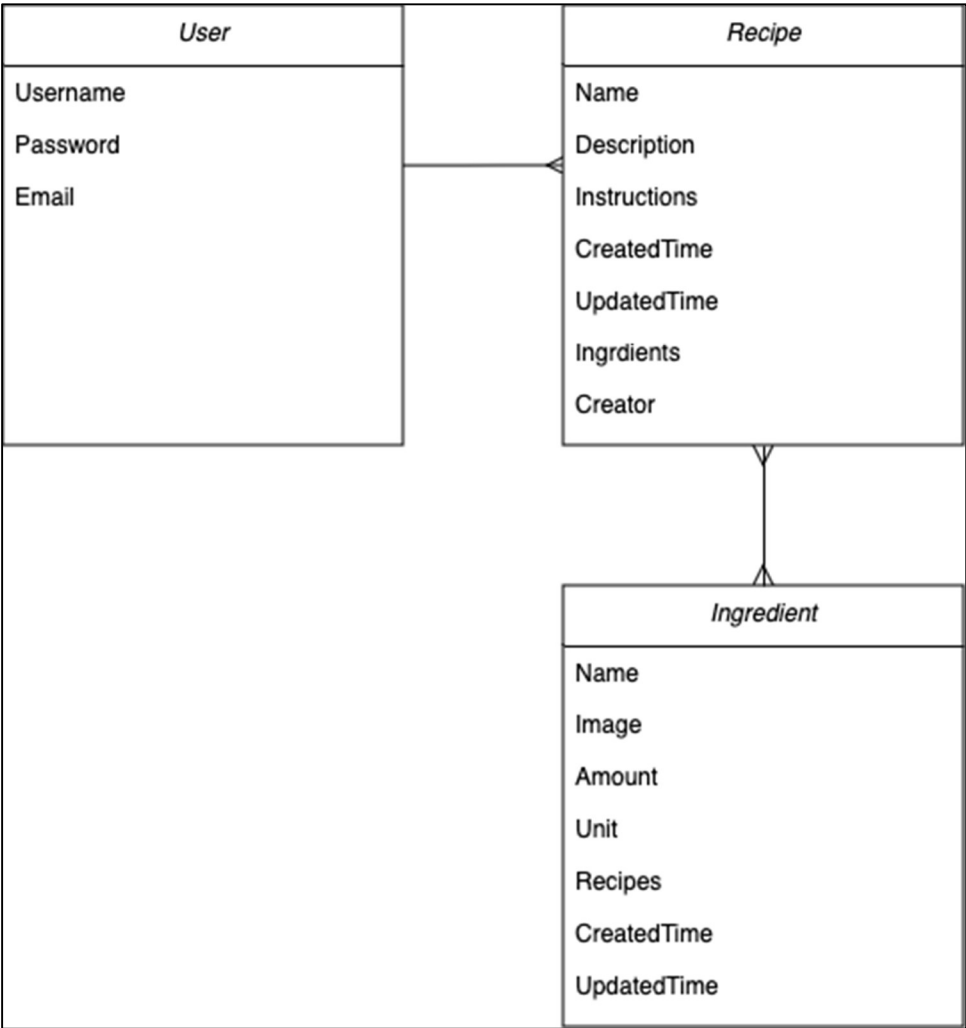 User
Username
Password
Email
Recipe
Name
Description
Instructions
CreatedTime
UpdatedTime
Ingrdients
Creator
Ingredient
Name
Image
Amount
Unit
Recipes
CreatedTime
UpdatedTime